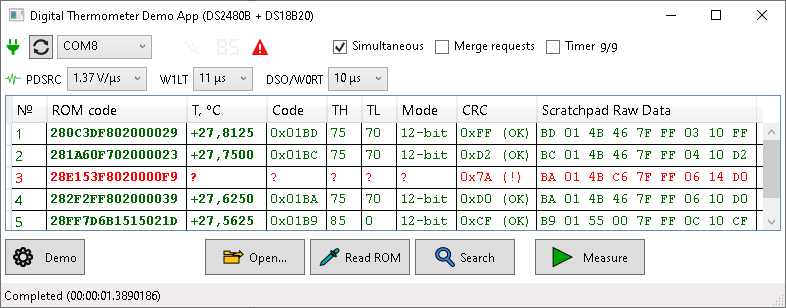 Digital Thermometer Demo App (DS2480B + DS18B20)
COM8 85 Simultaneous Merge requests Timer 9/9
PDSRC 1.37 V/µs W1LT 11 µs DSO/W0RT 10 µs
№ ROM code T, °C Code TH TL Mode CRC Scratchpad Raw Data
1 280C3DF802000029 +27,8125 0x01BD 75 70 12-bit 0xFF (OK) BD 01 4B 46 7F FF 03 10 FF
2 281A60F702000023 +27,7500 0x01BC 75 70 12-bit 0xD2 (OK) BC 01 4B 46 7F FF 04 10 D2
3 28E153F8020000F9 ? ? ? ? ? 0x7A (!) BA 01 4B C6 7F FF 06 14 D0
4 282F2FF802000039 +27,6250 0x01BA 75 70 12-bit 0xD0 (OK) BA 01 4B 46 7F FF 06 10 D0
5 28FF7D6B1515021D +27,5625 0x01B9 85 0 12-bit 0xCF (OK) B9 01 55 00 7F FF 0C 10 CF
Demo Open... Read ROM Search Measure
Completed (00:00:01.3890186)